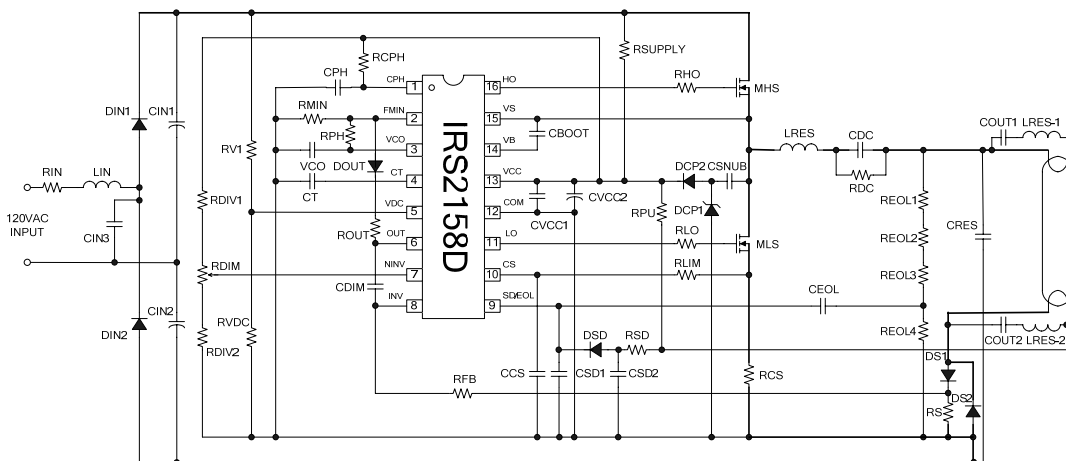 RCPH
RSUPPLY
CPH
CPH
1
16
HO
RHO
MHS
DIN1
CIN1
RMIN
FMIN
2
15
VS
RPH
CBOOT
LRES
CDC
COUT1
LRES-1
RV1
VCO
3
14
VB
VCO
DOUT
CT
4
13
VCC
DCP2
CSNUB
RDC
RIN
LIN
CT
IRS2158D
CVCC2
120VAC
INPUT
RDIV1
VDC
5
12
COM
CVCC1
RPU
DCP1
REOL1
CIN3
ROUT
OUT
6
11
LO
RLO
MLS
REOL2
CRES
RDIM
NINV
7
10
CS
RLIM
REOL3
CDIM
CEOL
INV
8
9
SD/EOL
CIN2
DIN2
RVDC
RDIV2
REOL4
COUT2
LRES-2
DSD
RSD
DS1
CCS
CSD1
CSD2
RCS
RFB
DS2
RS